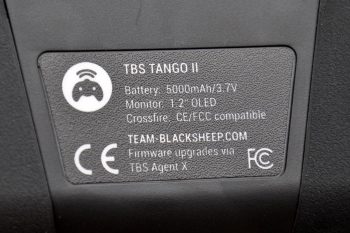 TBS TANGO II
Battery: 5000mAh/3.7V
Monitor: 1.2" OLED
Crossfire: CE/FCC compatible
TEAM-BLACKSHEEP.COM
Firmware upgrades via
TBS Agent X
CE
FC